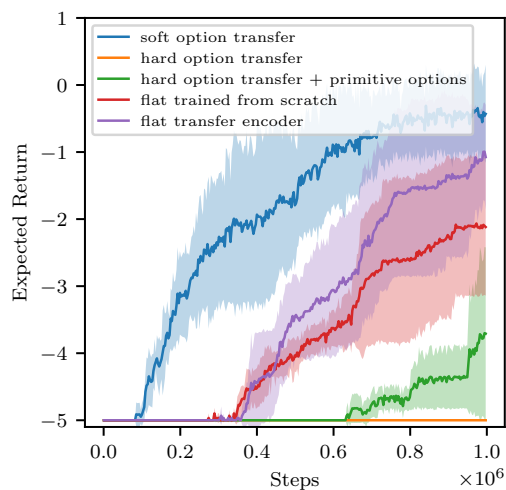 soft option transfer
hard option transfer
hard option transfer + primitive options
flat trained from scratch
flat transfer encoder
1
0
−1
−2
−3
−4
−5
Expected Return
0.0 0.2 0.4 0.6 0.8 1.0
Steps
×10⁶